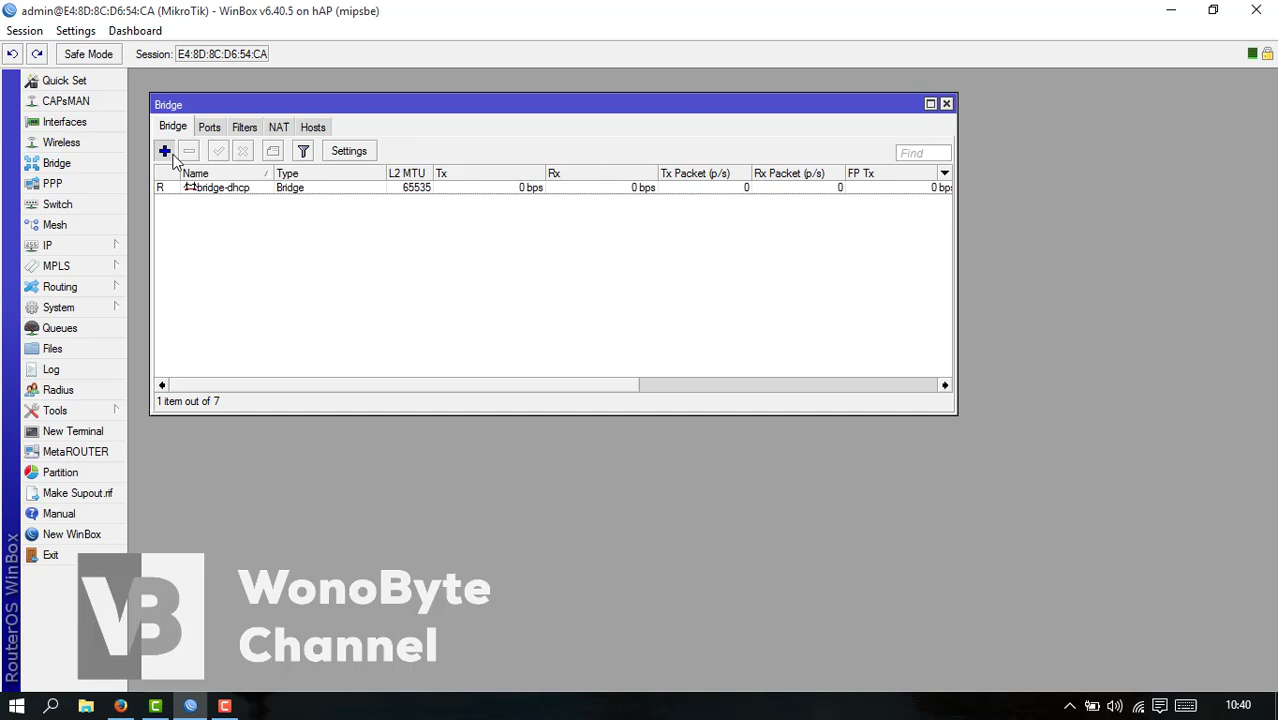 admin@E4:8D:8C:D6:54:CA (MikroTik) - WinBox v6.40.5 on hAP (mipsbe)
Session Settings Dashboard
Safe Mode Session: E4:8D:8C:D6:54:CA
Quick Set
CAPsMAN
Interfaces
Wireless
Bridge
PPP
Switch
Mesh
IP
MPLS
Routing
System
Queues
Files
Log
Radius
Tools
New Terminal
MetaROUTER
Partition
Make Supout.rif
Manual
New WinBox
Exit
RouterOS WinBox
Bridge
Bridge Ports Filters NAT Hosts
Settings Find
Name / Type L2 MTU Tx Rx Tx Packet (p/s) Rx Packet (p/s) FP Tx
R bridge-dhcp Bridge 65535 0 bps 0 bps 0 0 0 bps
1 item out of 7
VB
WonoByte
Channel
10:40